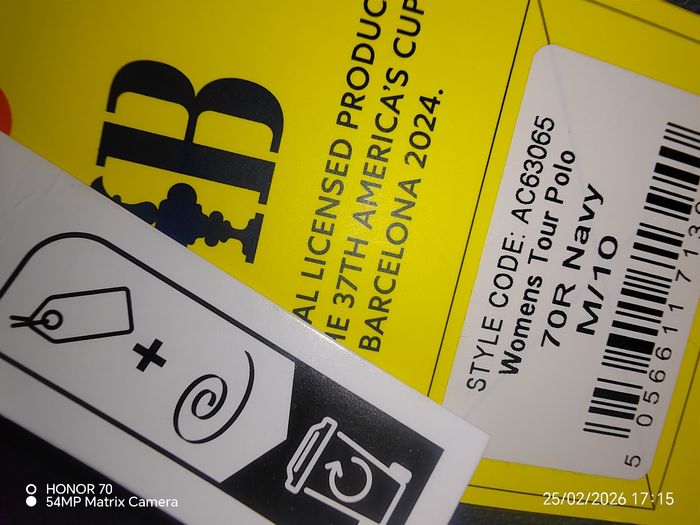 B
AL LICENSED PRODUC
HE 37TH AMERICA'S CUP
BARCELONA 2024.
STYLE CODE: AC63065
Womens Tour Polo
70R Navy
M/10
5 056611 713
HONOR 70
54MP Matrix Camera
25/02/2026 17:15